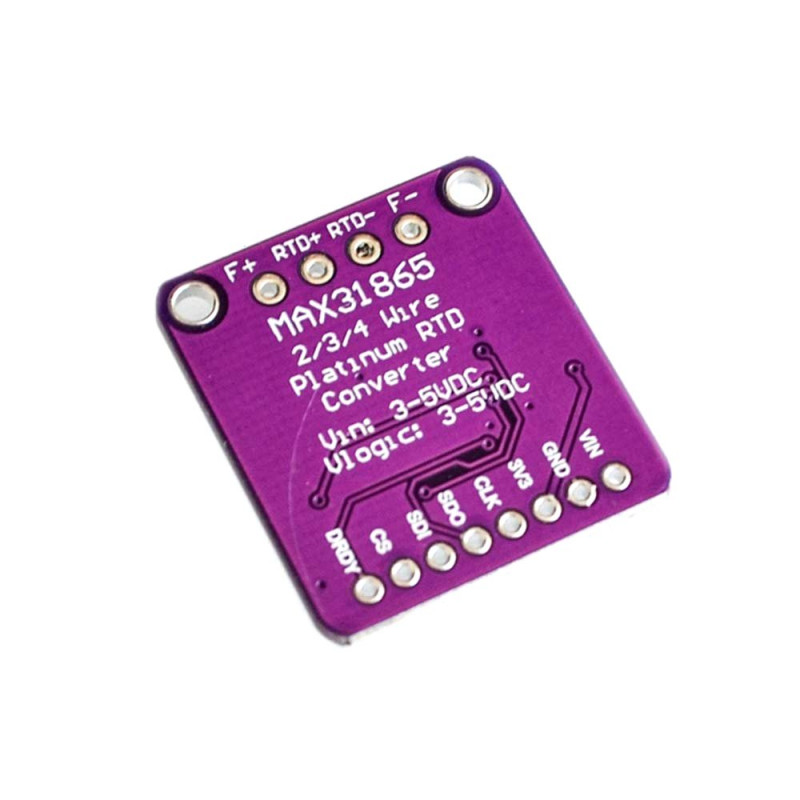 F+ RTD+ RTD- F-
MAX31865
2/3/4 Wire
Platinum RTD
Converter
Vin: 3-5VDC
Vlogic: 3-5VDC
DRDY CS SDI SDO CLK 3V3 GND VIN